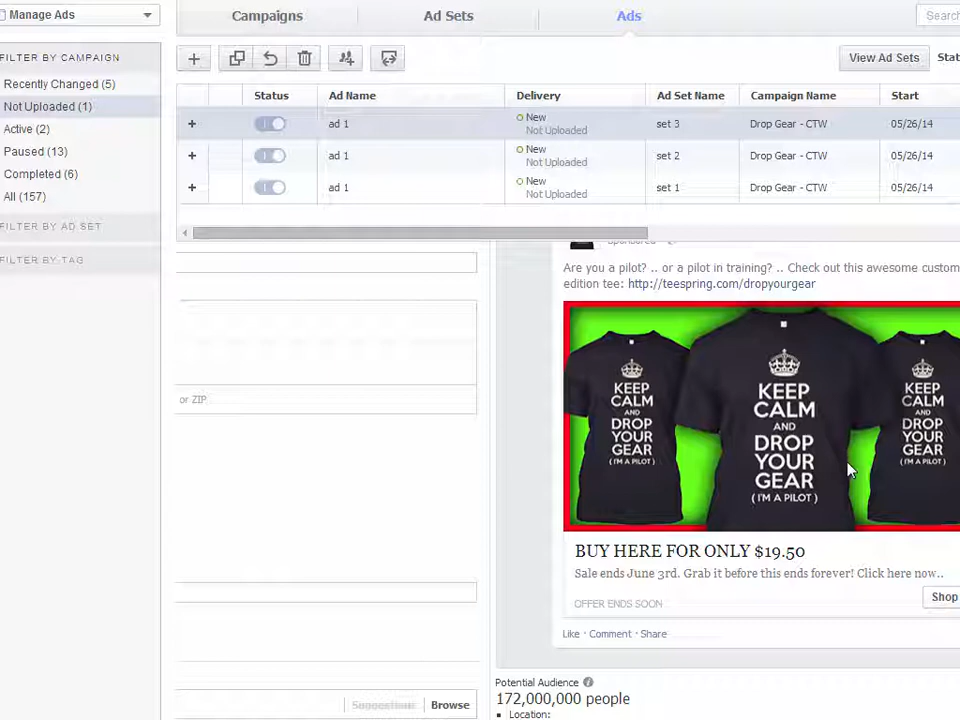 Manage Ads
Campaigns
Ad Sets
Ads
Search
FILTER BY CAMPAIGN
Recently Changed (5)
Not Uploaded (1)
Active (2)
Paused (13)
Completed (6)
All (157)
FILTER BY AD SET
FILTER BY TAG
View Ad Sets
Stat
Status Ad Name Delivery Ad Set Name Campaign Name Start
ad 1 New Not Uploaded set 3 Drop Gear - CTW 05/26/14
ad 1 New Not Uploaded set 2 Drop Gear - CTW 05/26/14
ad 1 New Not Uploaded set 1 Drop Gear - CTW 05/26/14
Sponsored
Are you a pilot? .. or a pilot in training? .. Check out this awesome custom
edition tee: http://teespring.com/dropyourgear
KEEP
CALM
AND
DROP
YOUR
GEAR
( I'M A PILOT )
KEEP
CALM
AND
DROP
YOUR
GEAR
( I'M A PILOT )
KEEP
CALM
AND
DROP
YOUR
GEAR
( I'M A PILOT )
or ZIP
BUY HERE FOR ONLY $19.50
Sale ends June 3rd. Grab it before this ends forever! Click here now..
OFFER ENDS SOON
Shop
Like · Comment · Share
Potential Audience
172,000,000 people
Location:
Suggestions
Browse